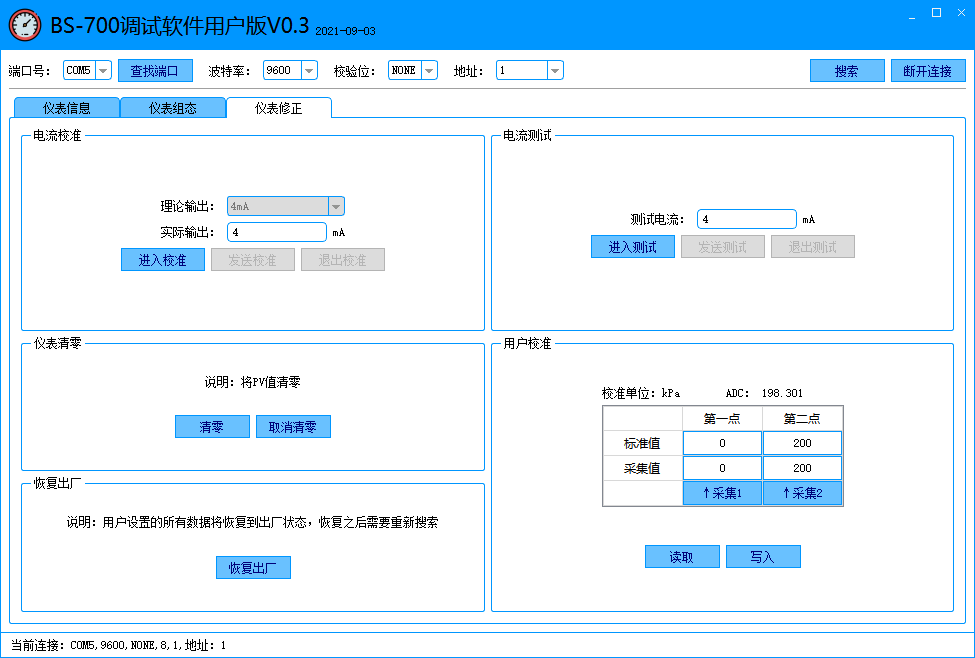 BS-700调试软件用户版V0.3 2021-09-03
端口号: COM5 查找端口 波特率: 9600 校验位: NONE 地址: 1 搜索 断开连接
仪表信息 仪表组态 仪表修正
电流校准
理论输出: 4mA
实际输出: 4 mA
进入校准 发送校准 退出校准
电流测试
测试电流: 4 mA
进入测试 发送测试 退出测试
仪表清零
说明: 将PV值清零
清零 取消清零
恢复出厂
说明: 用户设置的所有数据将恢复到出厂状态, 恢复之后需要重新搜索
恢复出厂
用户校准
校准单位: kPa ADC: 198.301
第一点 第二点
标准值 0 200
采集值 0 200
↑采集1 ↑采集2
读取 写入
当前连接: COM5,9600,NONE,8,1,地址: 1